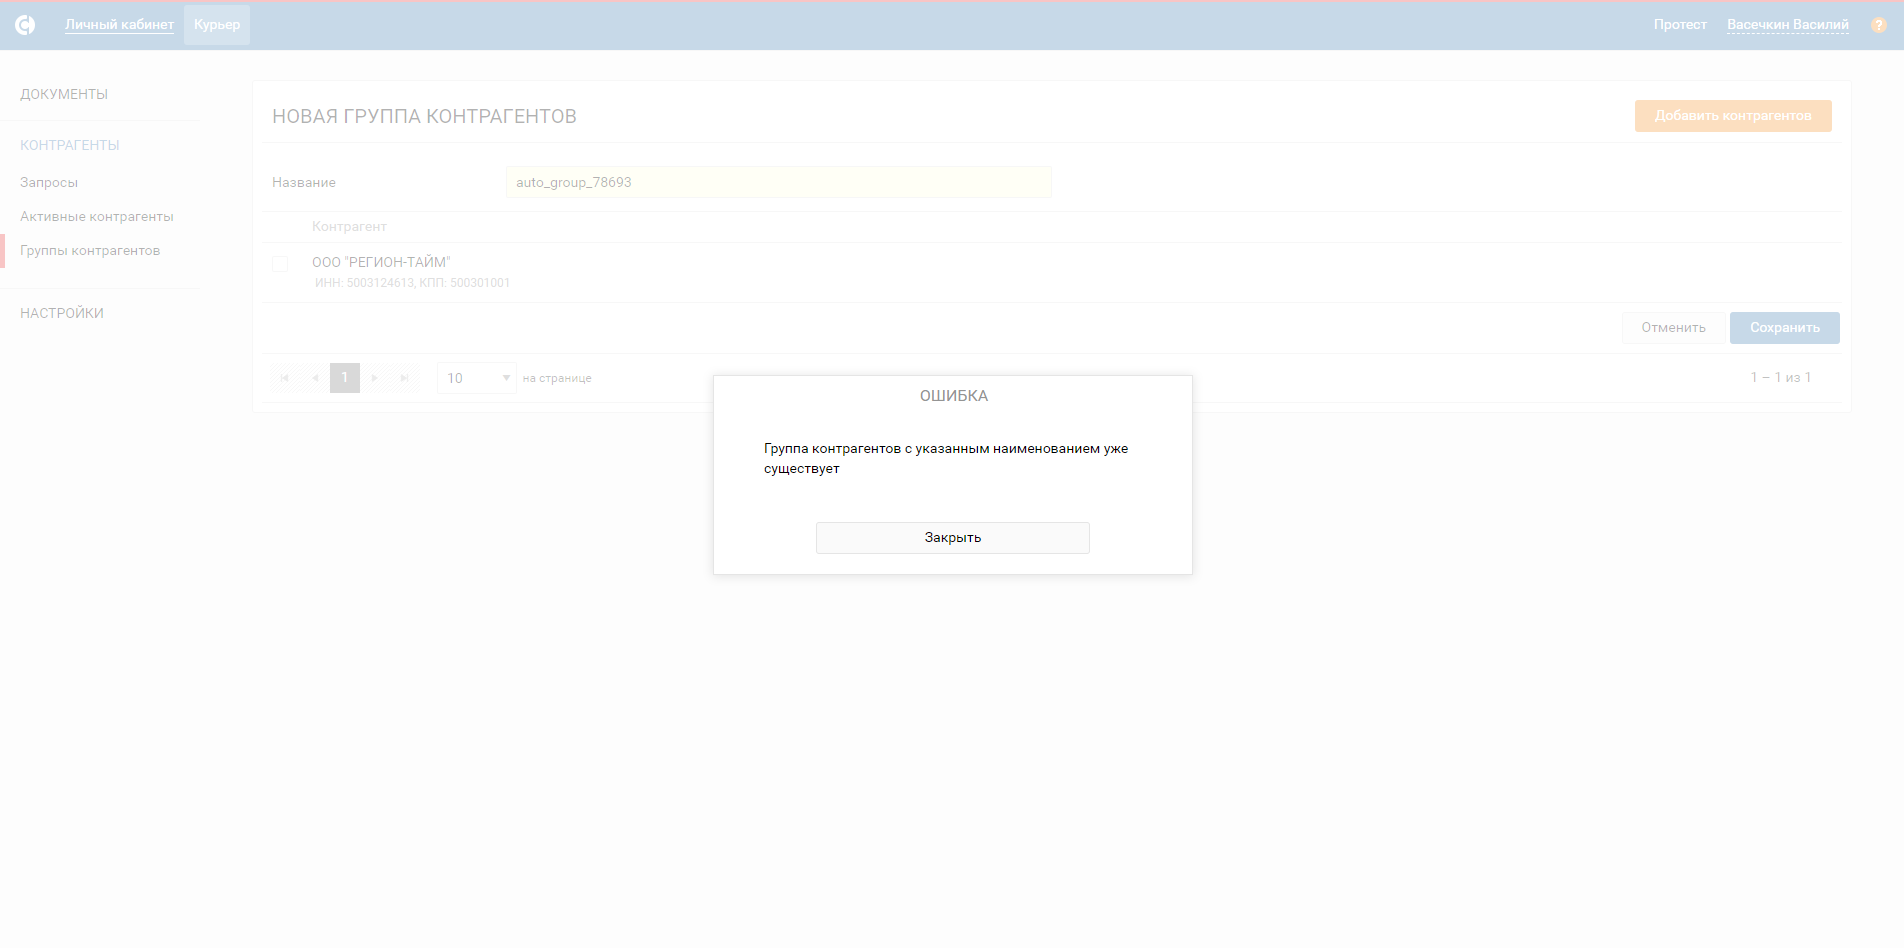 Личный кабинет Курьер Протест Васечкин Василий ?
ДОКУМЕНТЫ
КОНТРАГЕНТЫ
Запросы
Активные контрагенты
Группы контрагентов
НАСТРОЙКИ
НОВАЯ ГРУППА КОНТРАГЕНТОВ
Добавить контрагентов
Название auto_group_78693
Контрагент
ООО "РЕГИОН-ТАЙМ"
ИНН: 5003124613, КПП: 500301001
Отменить Сохранить
1 10 на странице 1 – 1 из 1
ОШИБКА
Группа контрагентов с указанным наименованием уже
существует
Закрыть